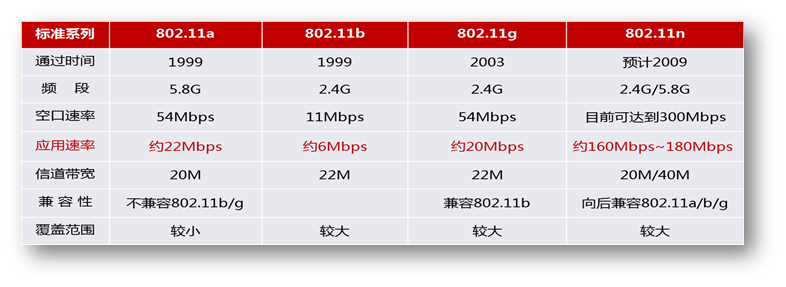 标准系列 802.11a 802.11b 802.11g 802.11n
通过时间 1999 1999 2003 预计2009
频 段 5.8G 2.4G 2.4G 2.4G/5.8G
空口速率 54Mbps 11Mbps 54Mbps 目前可达到300Mbps
应用速率 约22Mbps 约6Mbps 约20Mbps 约160Mbps~180Mbps
信道带宽 20M 22M 22M 20M/40M
兼 容 性 不兼容802.11b/g 兼容802.11b 向后兼容802.11a/b/g
覆盖范围 较小 较大 较大 较大